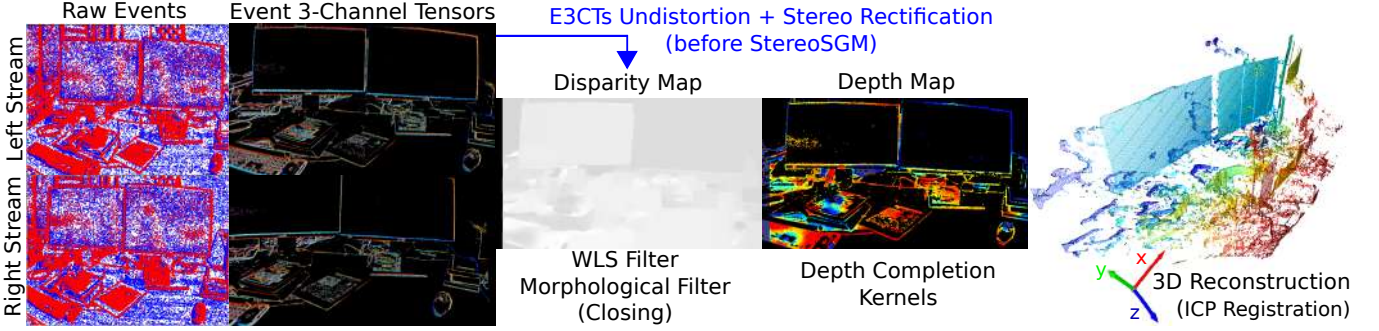 Raw Events
Event 3-Channel Tensors
E3CTs Undistortion + Stereo Rectification
(before StereoSGM)
Left Stream
Right Stream
Disparity Map
Depth Map
WLS Filter
Morphological Filter
(Closing)
Depth Completion
Kernels
x
y
z
3D Reconstruction
(ICP Registration)